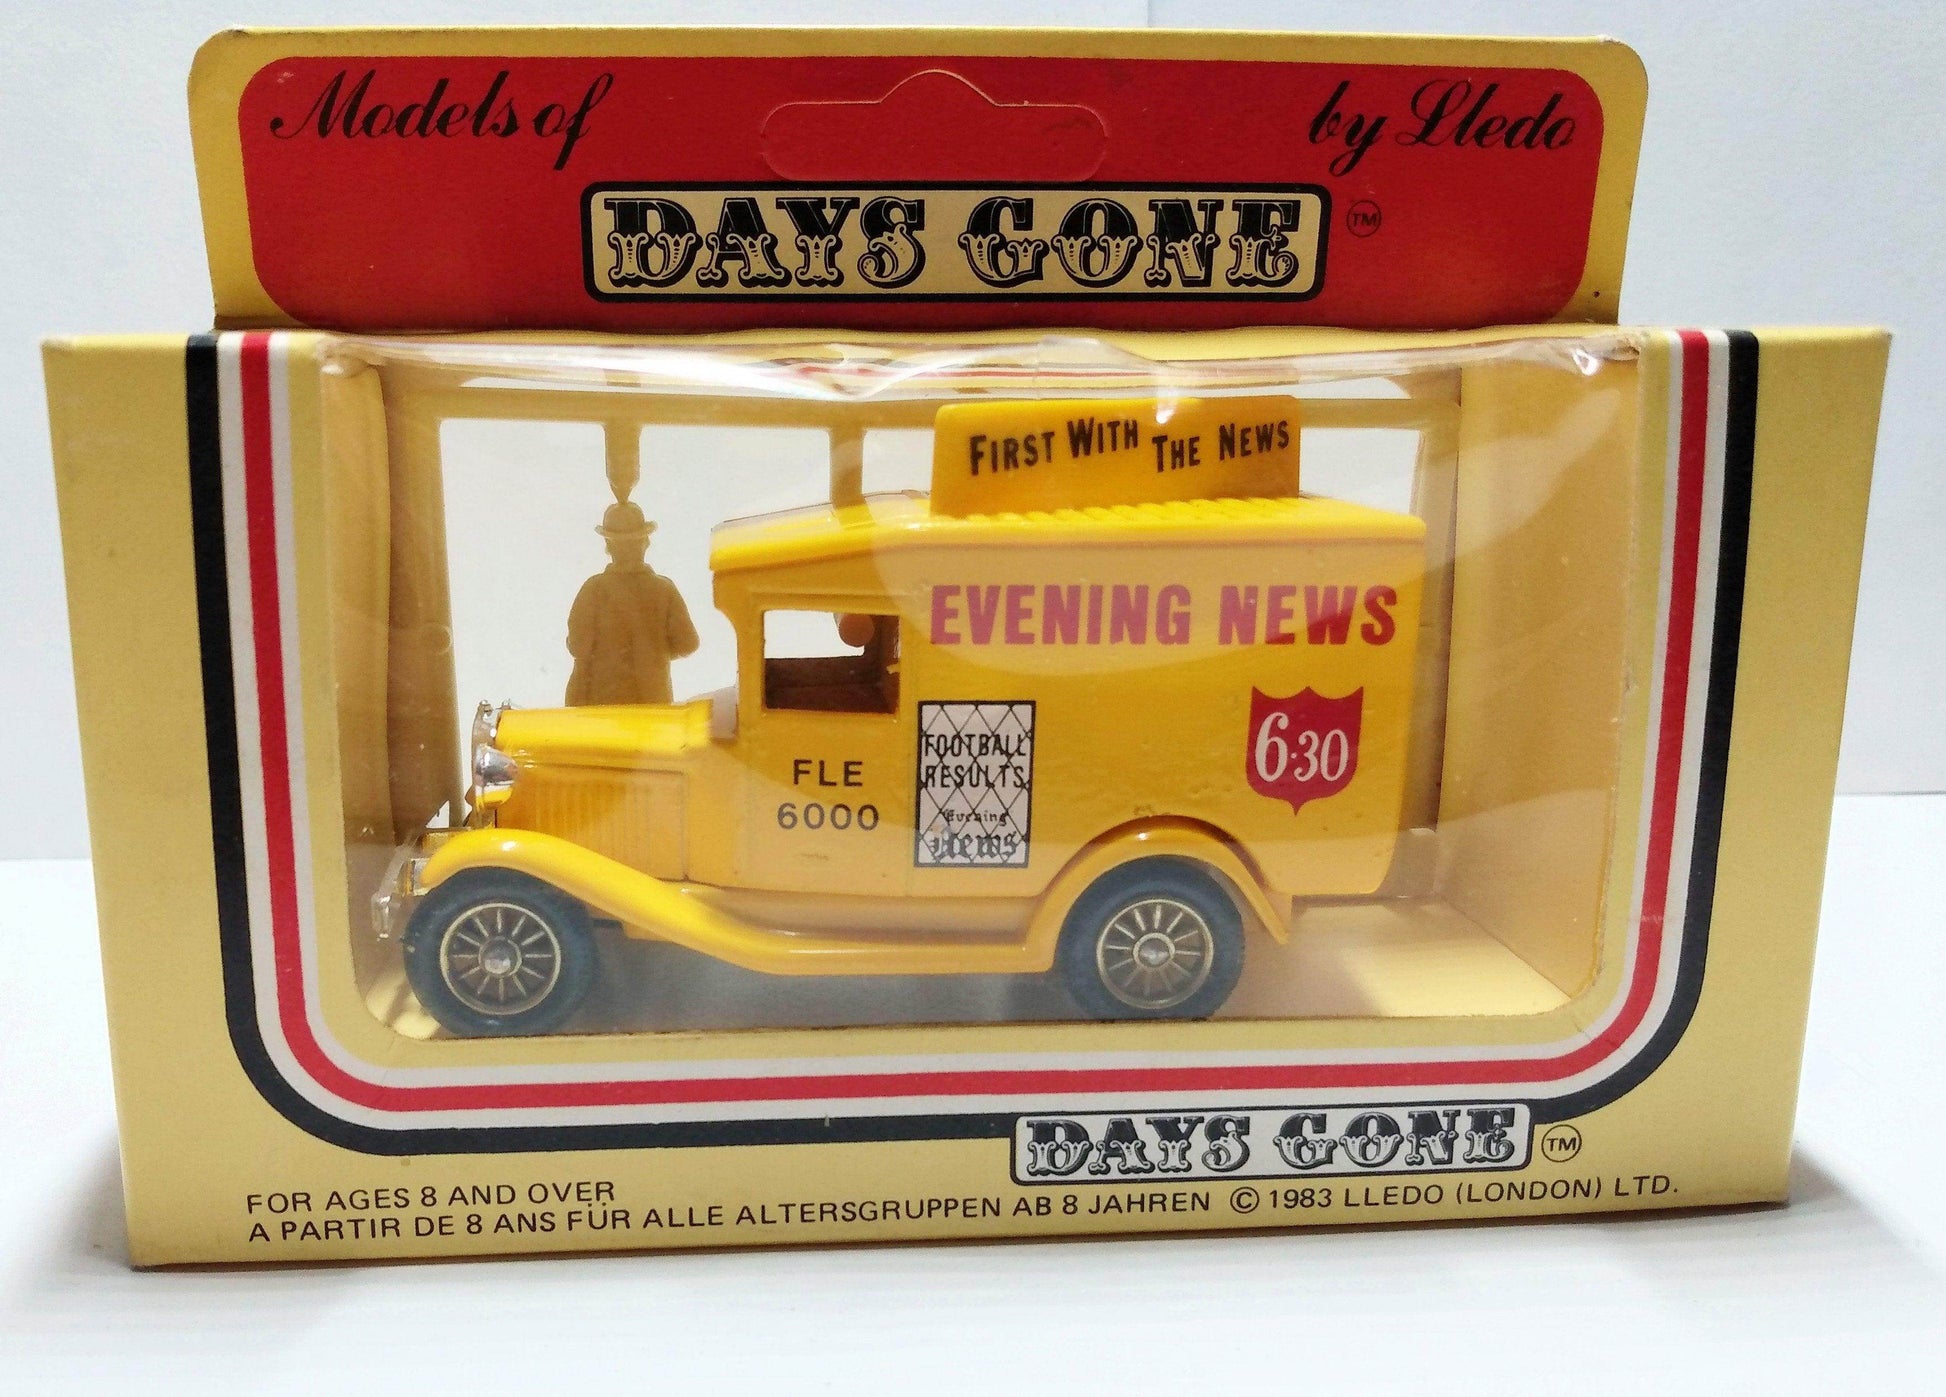 Models of
by Lledo
DAYS GONE TM
FIRST WITH THE NEWS
EVENING NEWS
FOOTBALL
RESULTS
Evening
News
6·30
FLE
6000
DAYS GONE TM
FOR AGES 8 AND OVER
A PARTIR DE 8 ANS FÜR ALLE ALTERSGRUPPEN AB 8 JAHREN © 1983 LLEDO (LONDON) LTD.